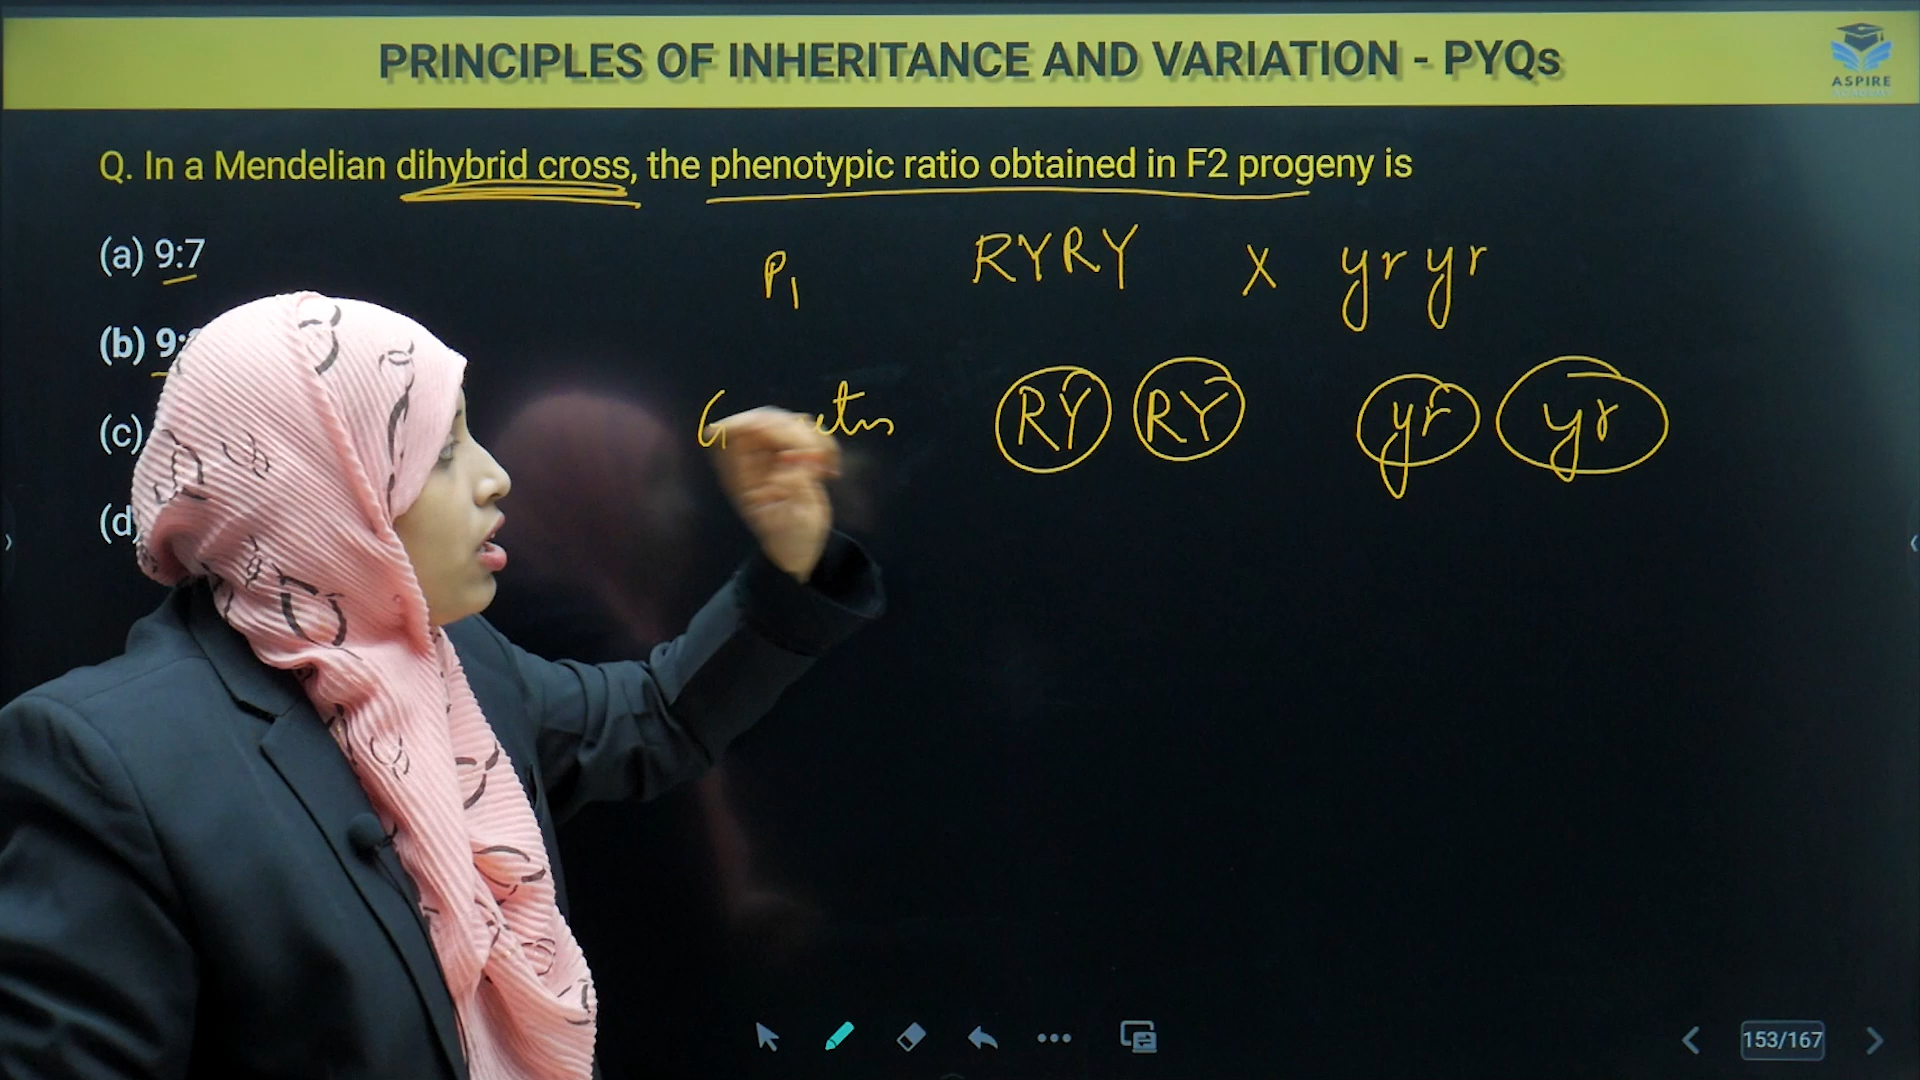 PRINCIPLES OF INHERITANCE AND VARIATION - PYQs
ASPIRE
Q. In a Mendelian dihybrid cross, the phenotypic ratio obtained in F2 progeny is
(a) 9:7
P1 RYRY X yryr
(b) 9:
(c)
RY RY yr yr
(d)
153/167